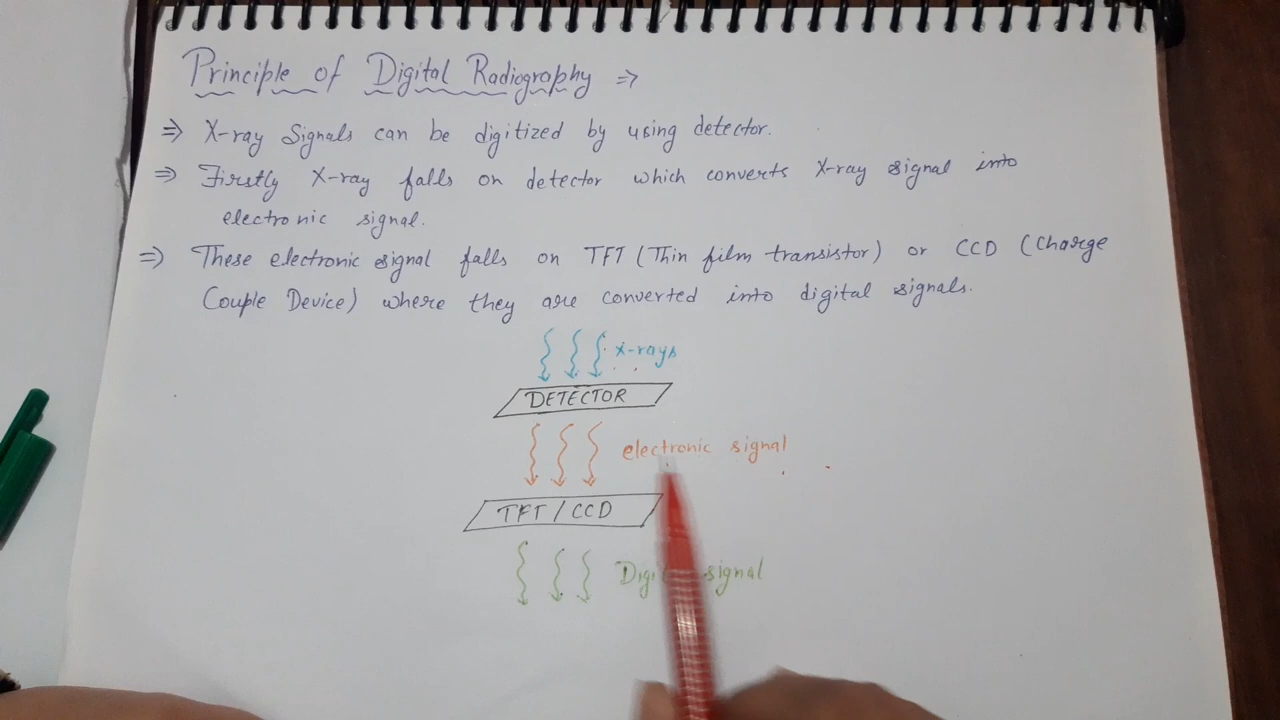 Principle of Digital Radiography ⇒
⇒ X-ray Signals can be digitized by using detector.
⇒ Firstly X-ray falls on detector which converts X-ray signal into
electronic signal.
⇒ These electronic signal falls on TFT (Thin film transistor) or CCD (Charge
Couple Device) where they are converted into digital signals.
X-rays
DETECTOR
electronic signal
TFT / CCD
signal